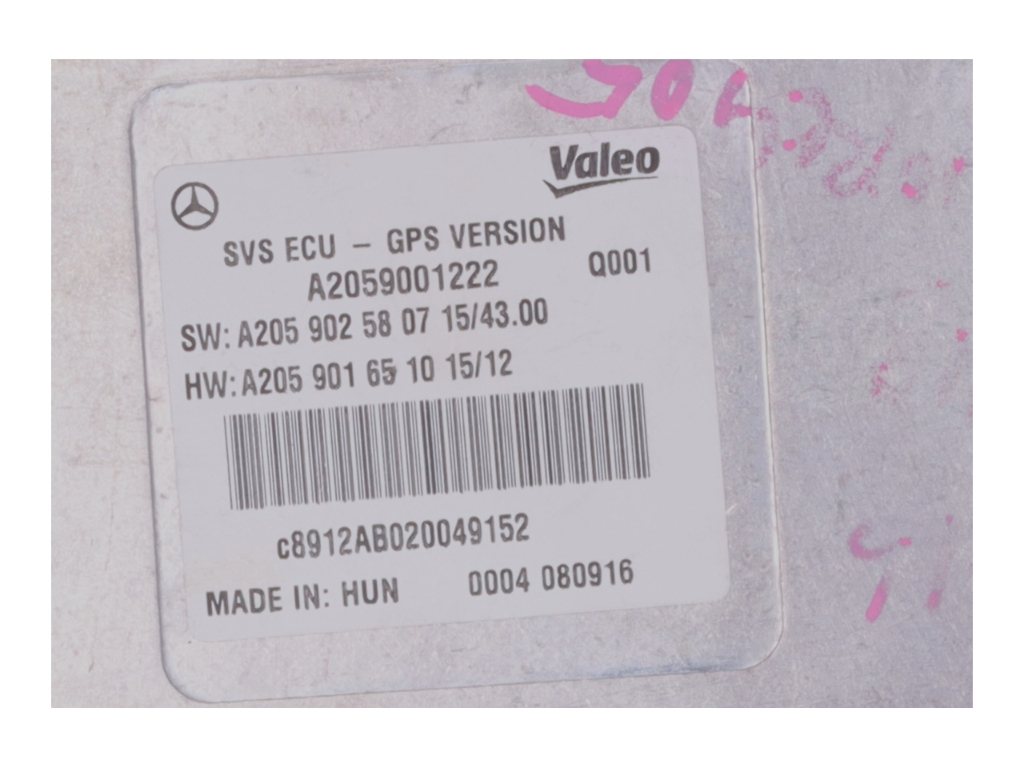 Valeo
SVS ECU – GPS VERSION
A2059001222 Q001
SW: A205 902 58 07 15/43.00
HW: A205 901 65 10 15/12
c8912AB020049152
MADE IN: HUN 0004 080916